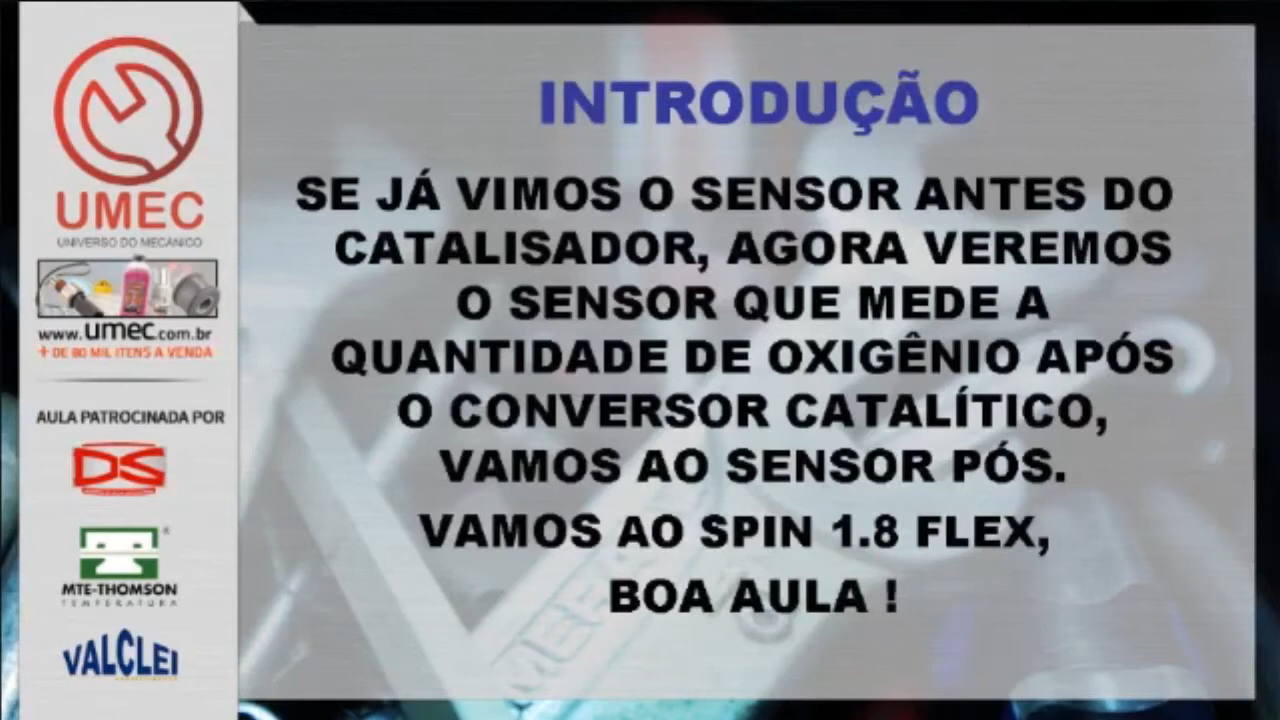 UMEC
UNIVERSO DO MECÂNICO
www.umec.com.br
+ DE 80 MIL ITENS A VENDA
AULA PATROCINADA POR
DS
MTE-THOMSON
TEMPERATURA
VALCLEI
INTRODUÇÃO
SE JÁ VIMOS O SENSOR ANTES DO
CATALISADOR, AGORA VEREMOS
O SENSOR QUE MEDE A
QUANTIDADE DE OXIGÊNIO APÓS
O CONVERSOR CATALÍTICO,
VAMOS AO SENSOR PÓS.
VAMOS AO SPIN 1.8 FLEX,
BOA AULA !